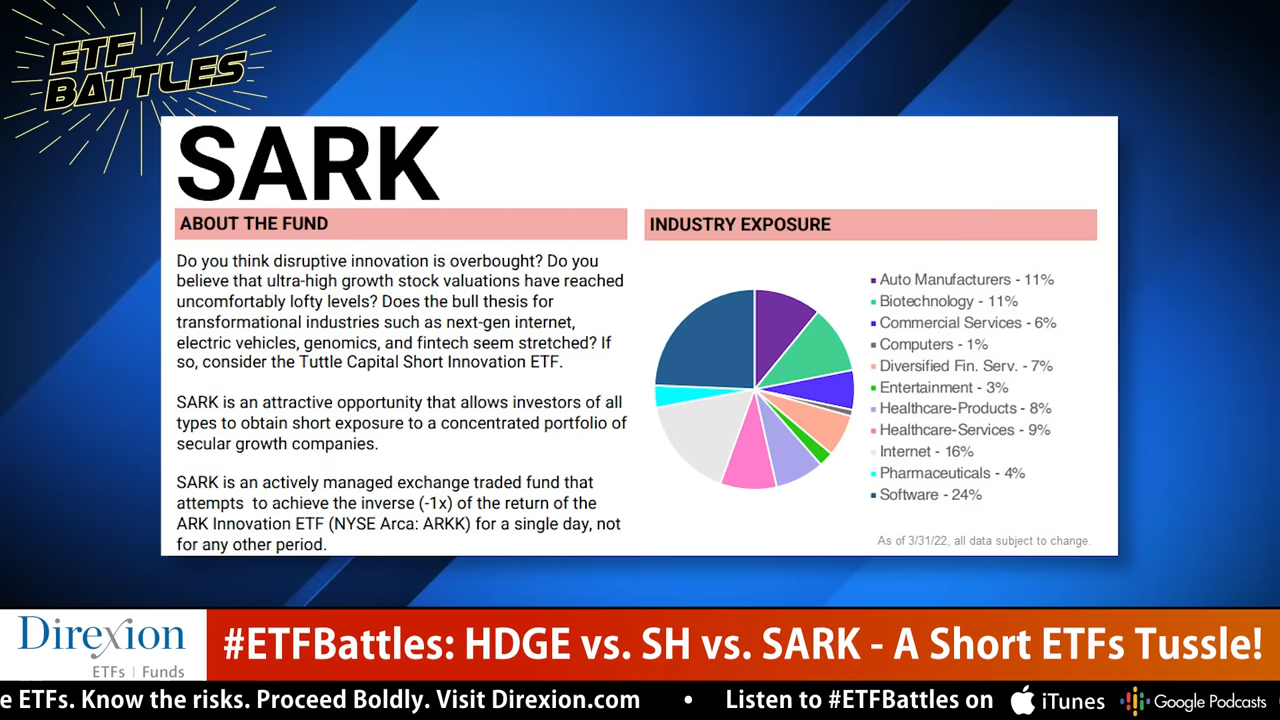 ETF
BATTLES
SARK
ABOUT THE FUND
Do you think disruptive innovation is overbought? Do you
believe that ultra-high growth stock valuations have reached
uncomfortably lofty levels? Does the bull thesis for
transformational industries such as next-gen internet,
electric vehicles, genomics, and fintech seem stretched? If
so, consider the Tuttle Capital Short Innovation ETF.
SARK is an attractive opportunity that allows investors of all
types to obtain short exposure to a concentrated portfolio of
secular growth companies.
SARK is an actively managed exchange traded fund that
attempts to achieve the inverse (-1x) of the return of the
ARK Innovation ETF (NYSE Arca: ARKK) for a single day, not
for any other period.
INDUSTRY EXPOSURE
Auto Manufacturers - 11%
Biotechnology - 11%
Commercial Services - 6%
Computers - 1%
Diversified Fin. Serv. - 7%
Entertainment - 3%
Healthcare-Products - 8%
Healthcare-Services - 9%
Internet - 16%
Pharmaceuticals - 4%
Software - 24%
As of 3/31/22, all data subject to change.
Direxion
ETFs | Funds
#ETFBattles: HDGE vs. SH vs. SARK - A Short ETFs Tussle!
e ETFs. Know the risks. Proceed Boldly. Visit Direxion.com • Listen to #ETFBattles on iTunes Google Podcasts